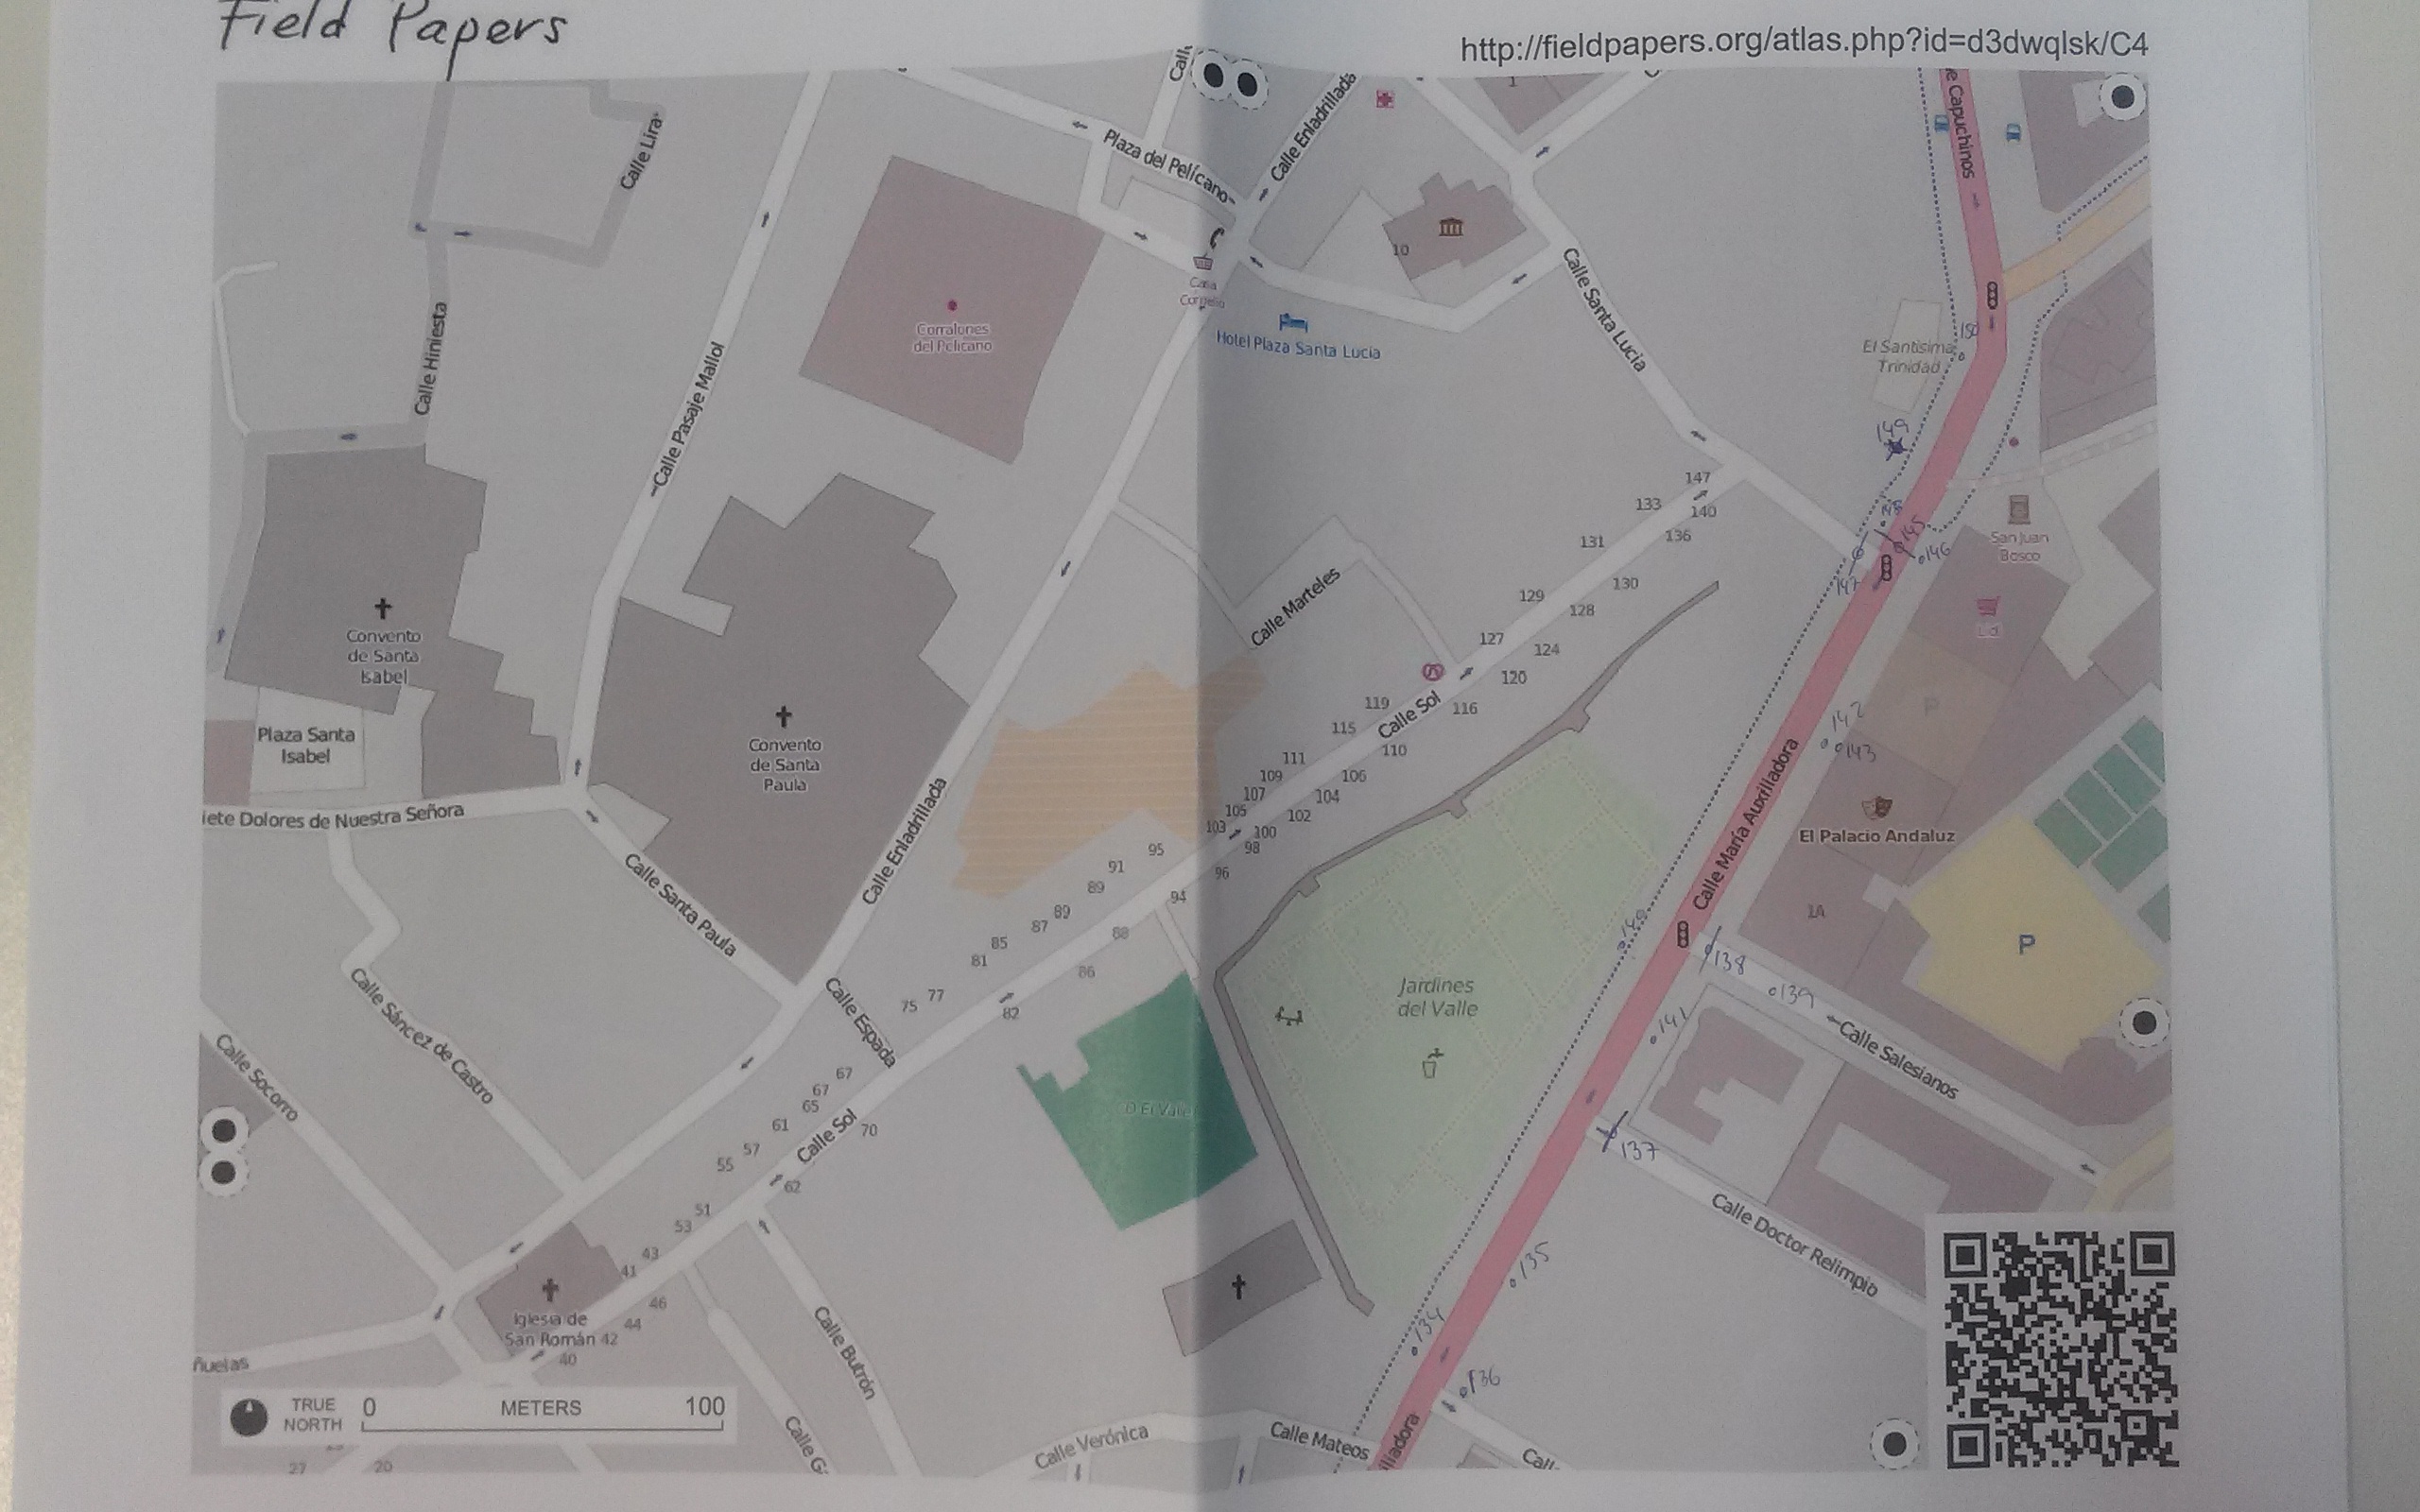 Field Papers
http://fieldpapers.org/atlas.php?id=d3dwqlsk/C4
Calle Lira
Plaza del Pelícano
Calle Enladrillada
1
e Capuchinos
10
Casa
Cornelio
Corralones
del Pelícano
Hotel Plaza Santa Lucía
Calle Santa Lucía
150
El Santísima
Trinidad
Calle Hiniesta
Calle Pasaje Mallol
149
148
145
146
147
San Juan
Bosco
Lidl
147
133
140
131
136
130
129
128
127
124
120
119
116
115
110
111
109
106
107
104
105
102
103
100
98
96
95
94
91
89
89
88
87
86
85
82
81
77
75
Calle Marteles
Calle Sol
Convento
de Santa
Isabel
Convento
de Santa
Paula
Plaza Santa
Isabel
iete Dolores de Nuestra Señora
Calle Santa Paula
Calle Enladrillada
Calle Espada
142
143
P
Calle María Auxiliadora
El Palacio Andaluz
1A
P
140
138
139
141
Calle Salesianos
Jardines
del Valle
137
Calle Doctor Relimpio
Calle Sáncez de Castro
Calle Socorro
67
67
65
61
57
55
51
53
43
41
46
44
62
70
Calle Sol
Iglesia de
San Román 42
40
Calle Butrón
135
134
136
ñuelas
TRUE
NORTH
0 METERS 100
27
20
Calle Verónica
Calle Mateos
iliadora